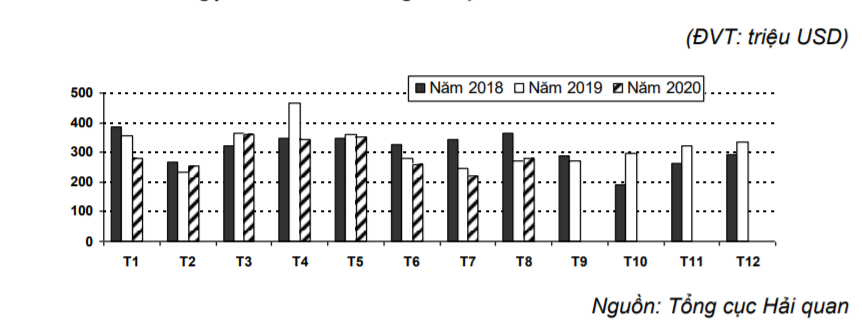 (ĐVT: triệu USD)
Năm 2018 Năm 2019 Năm 2020
500
400
300
200
100
0
T1 T2 T3 T4 T5 T6 T7 T8 T9 T10 T11 T12
Nguồn: Tổng cục Hải quan